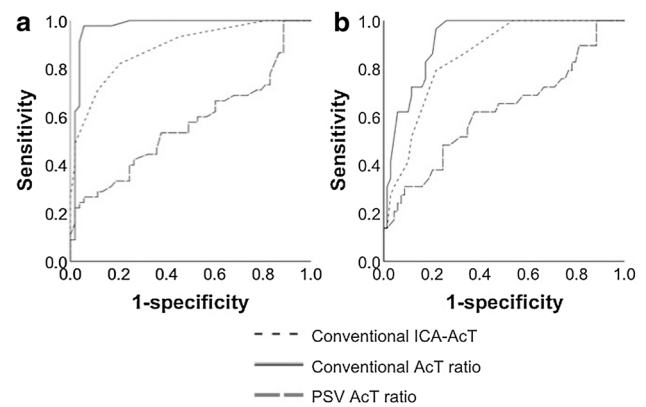 a
b
1.0
0.8
0.6
0.4
0.2
0.0
Sensitivity
0.0 0.2 0.4 0.6 0.8 1.0
1-specificity
1.0
0.8
0.6
0.4
0.2
0.0
Sensitivity
0.0 0.2 0.4 0.6 0.8 1.0
1-specificity
Conventional ICA-AcT
Conventional AcT ratio
PSV AcT ratio